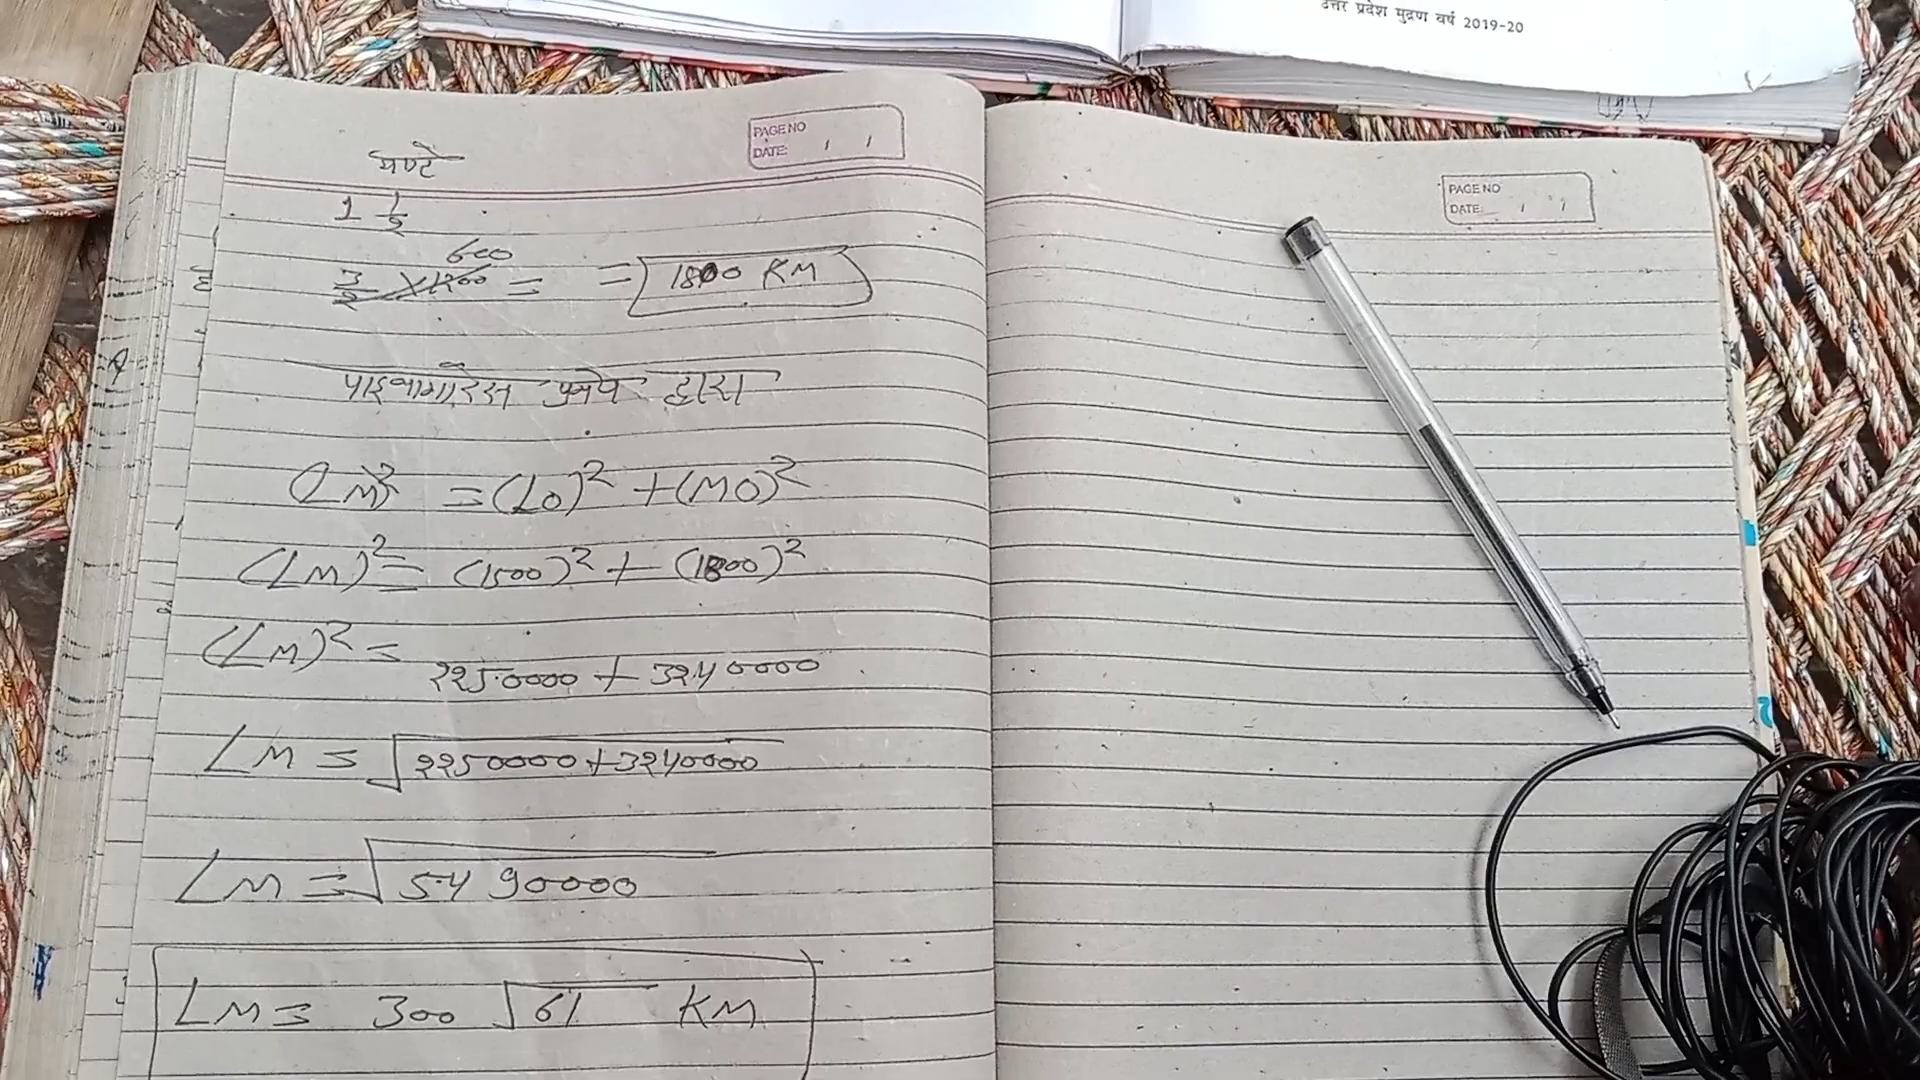 उत्तर प्रदेश मुद्रण वर्ष 2019-20
PAGE NO
DATE:
घण्टे
1 1/2
600
3/2 × 1200 = = 1800 KM
पाइथागोरस प्रमेय द्वारा
(LM)² = (LO)² + (MO)²
(LM)² = (1500)² + (1800)²
(LM)² =
2250000 + 3240000
LM = √2250000 + 3240000
LM = √5490000
LM = 300 √61 KM
PAGE NO
DATE: